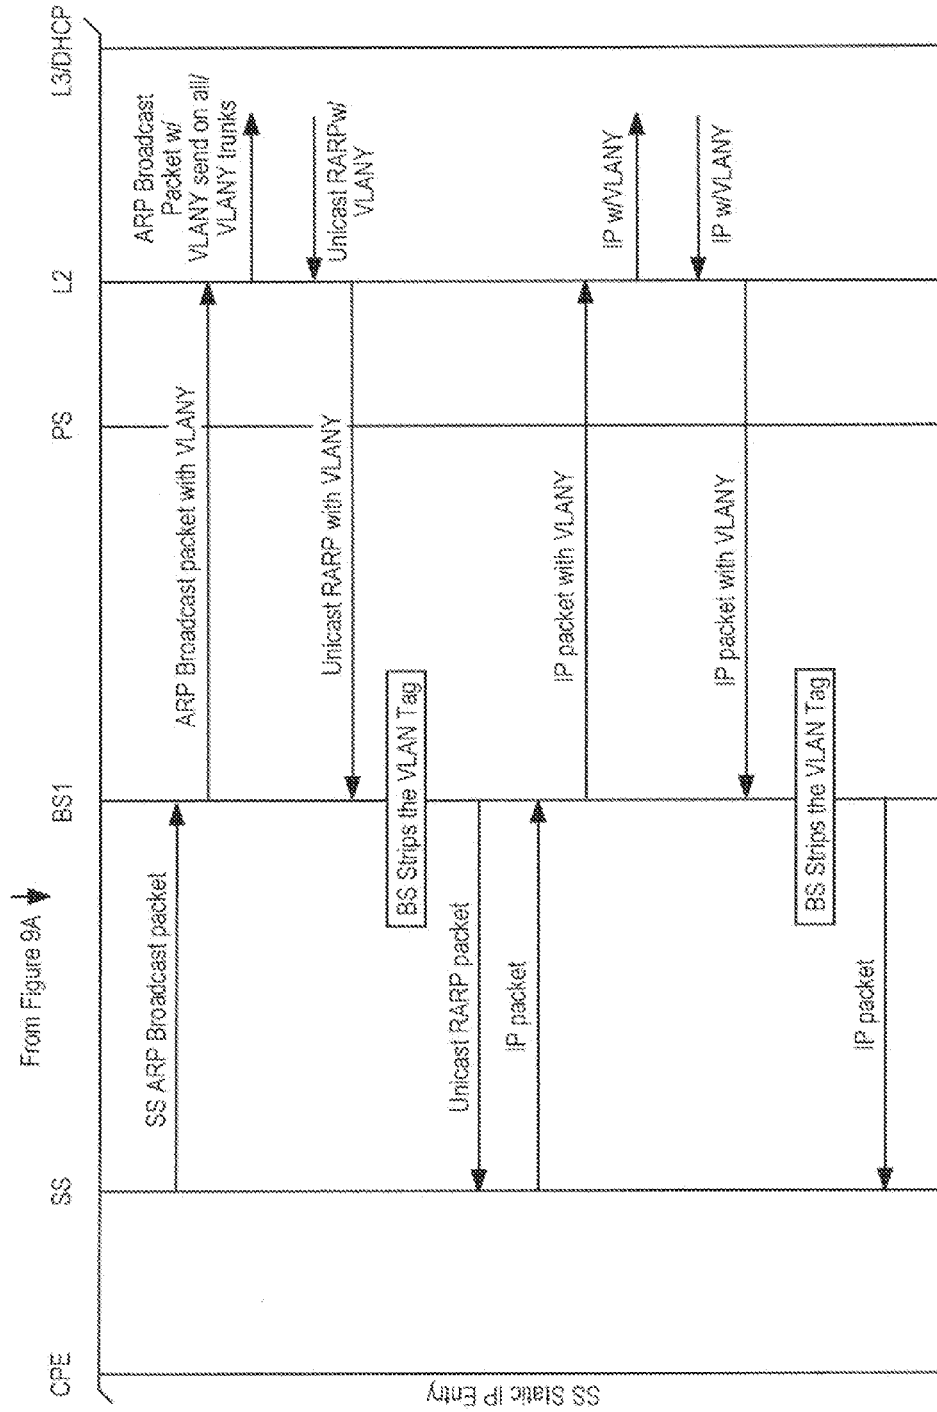 From Figure 9A
CPE
SS
BS1
PS
L2
L3/DHCP
SS Static IP Entry
SS ARP Broadcast packet
ARP Broadcast packet with VLANY
ARP Broadcast
Packet w/
VLANY send on all/
VLANY trunks
Unicast RARPw/
VLANY
Unicast RARP with VLANY
BS Strips the VLAN Tag
Unicast RARP packet
IP packet
IP packet with VLANY
IP w/VLANY
IP w/VLANY
IP packet with VLANY
BS Strips the VLAN Tag
IP packet